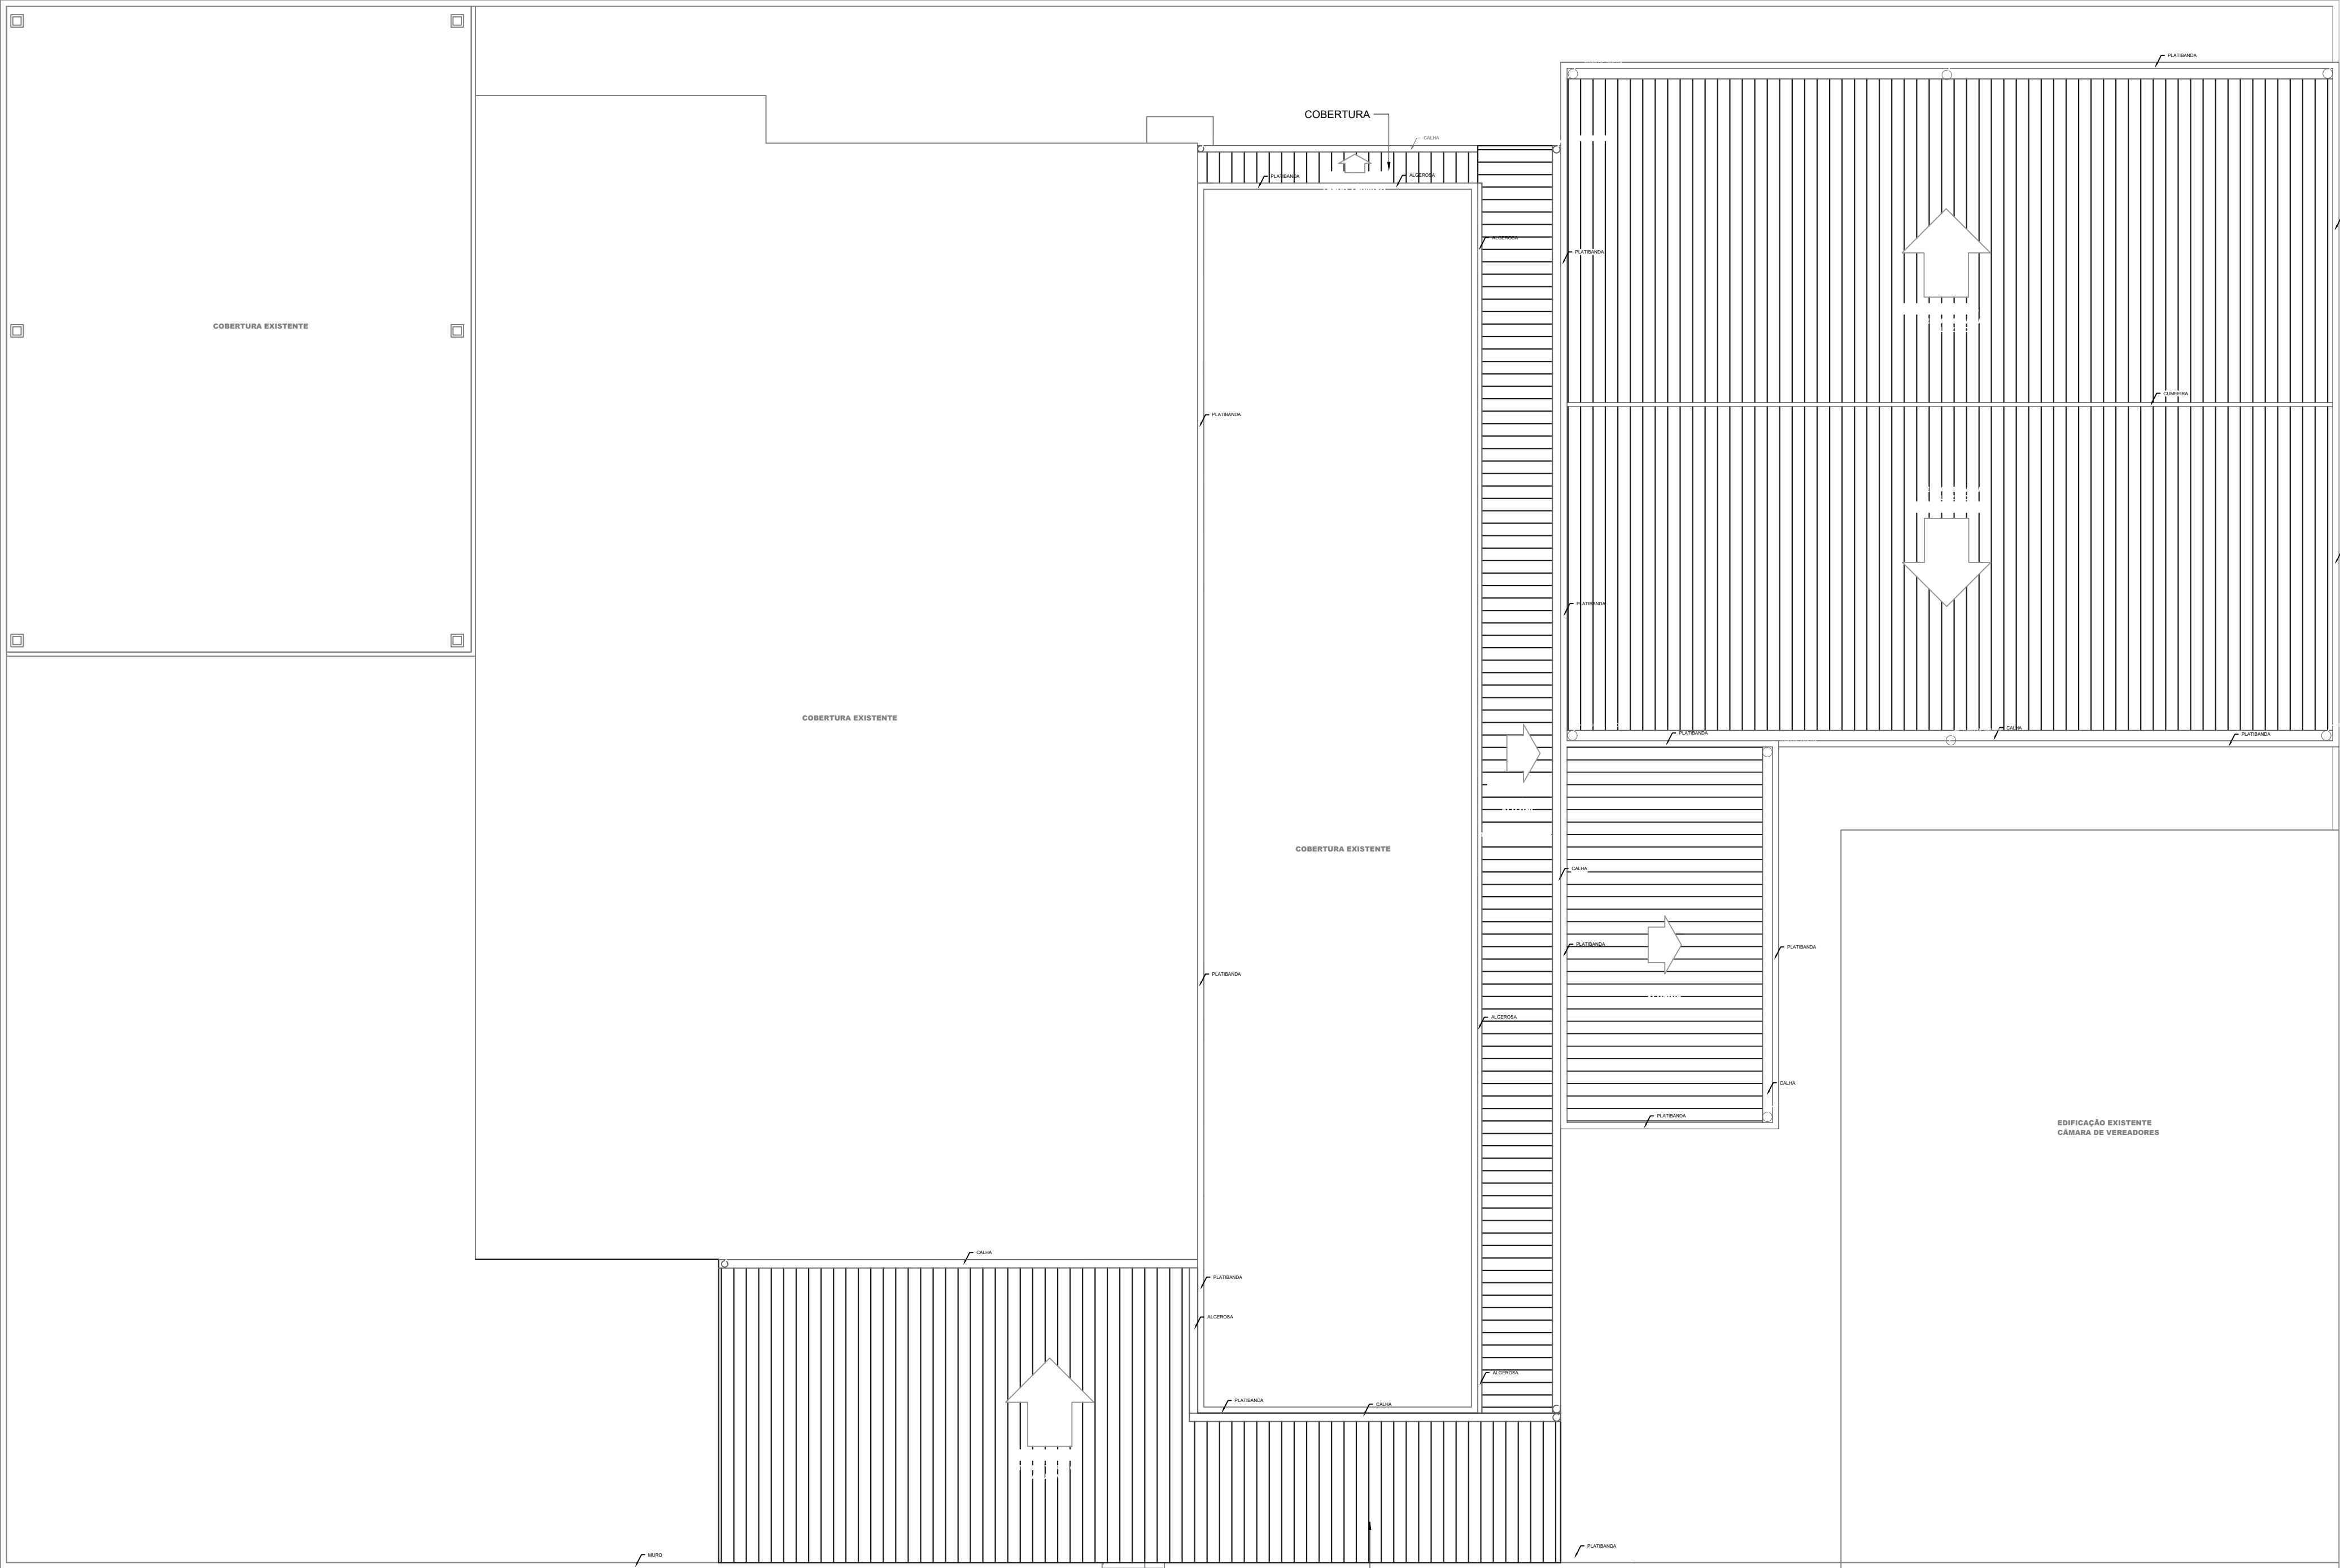 PLATIBANDA
COBERTURA
CALHA
PLATIBANDA
ALGEROSA
ALGEROSA
PLATIBANDA
COBERTURA EXISTENTE
CUMEEIRA
PLATIBANDA
PLATIBANDA
COBERTURA EXISTENTE
CALHA
PLATIBANDA
PLATIBANDA
COBERTURA EXISTENTE
CALHA
PLATIBANDA
PLATIBANDA
PLATIBANDA
ALGEROSA
CALHA
PLATIBANDA
EDIFICAÇÃO EXISTENTE
CÂMARA DE VEREADORES
CALHA
PLATIBANDA
ALGEROSA
ALGEROSA
PLATIBANDA
CALHA
PLATIBANDA
MURO